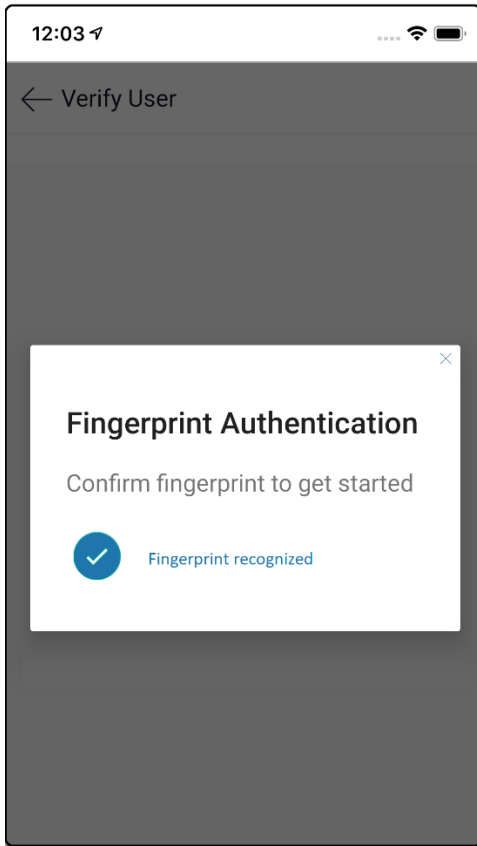 12:03
Verify User
Fingerprint Authentication
Confirm fingerprint to get started
Fingerprint recognized